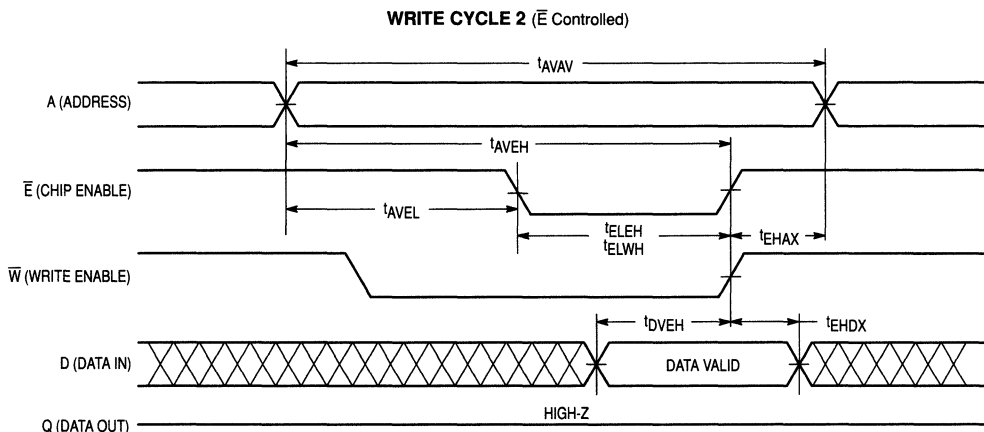 WRITE CYCLE 2 (E̅ Controlled)
tAVAV
A (ADDRESS)
tAVEH
E̅ (CHIP ENABLE)
tAVEL
tELEH
tELWH
tEHAX
W̅ (WRITE ENABLE)
tDVEH
tEHDX
D (DATA IN)
DATA VALID
HIGH-Z
Q (DATA OUT)